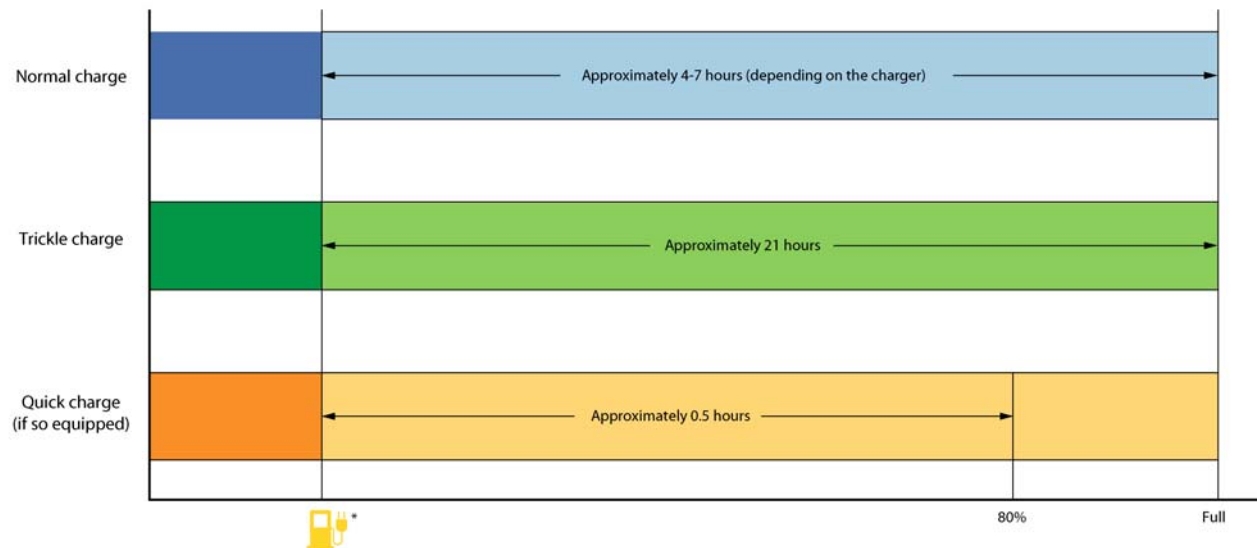 Normal charge
Approximately 4-7 hours (depending on the charger)
Trickle charge
Approximately 21 hours
Quick charge
(if so equipped)
Approximately 0.5 hours
*
80%
Full